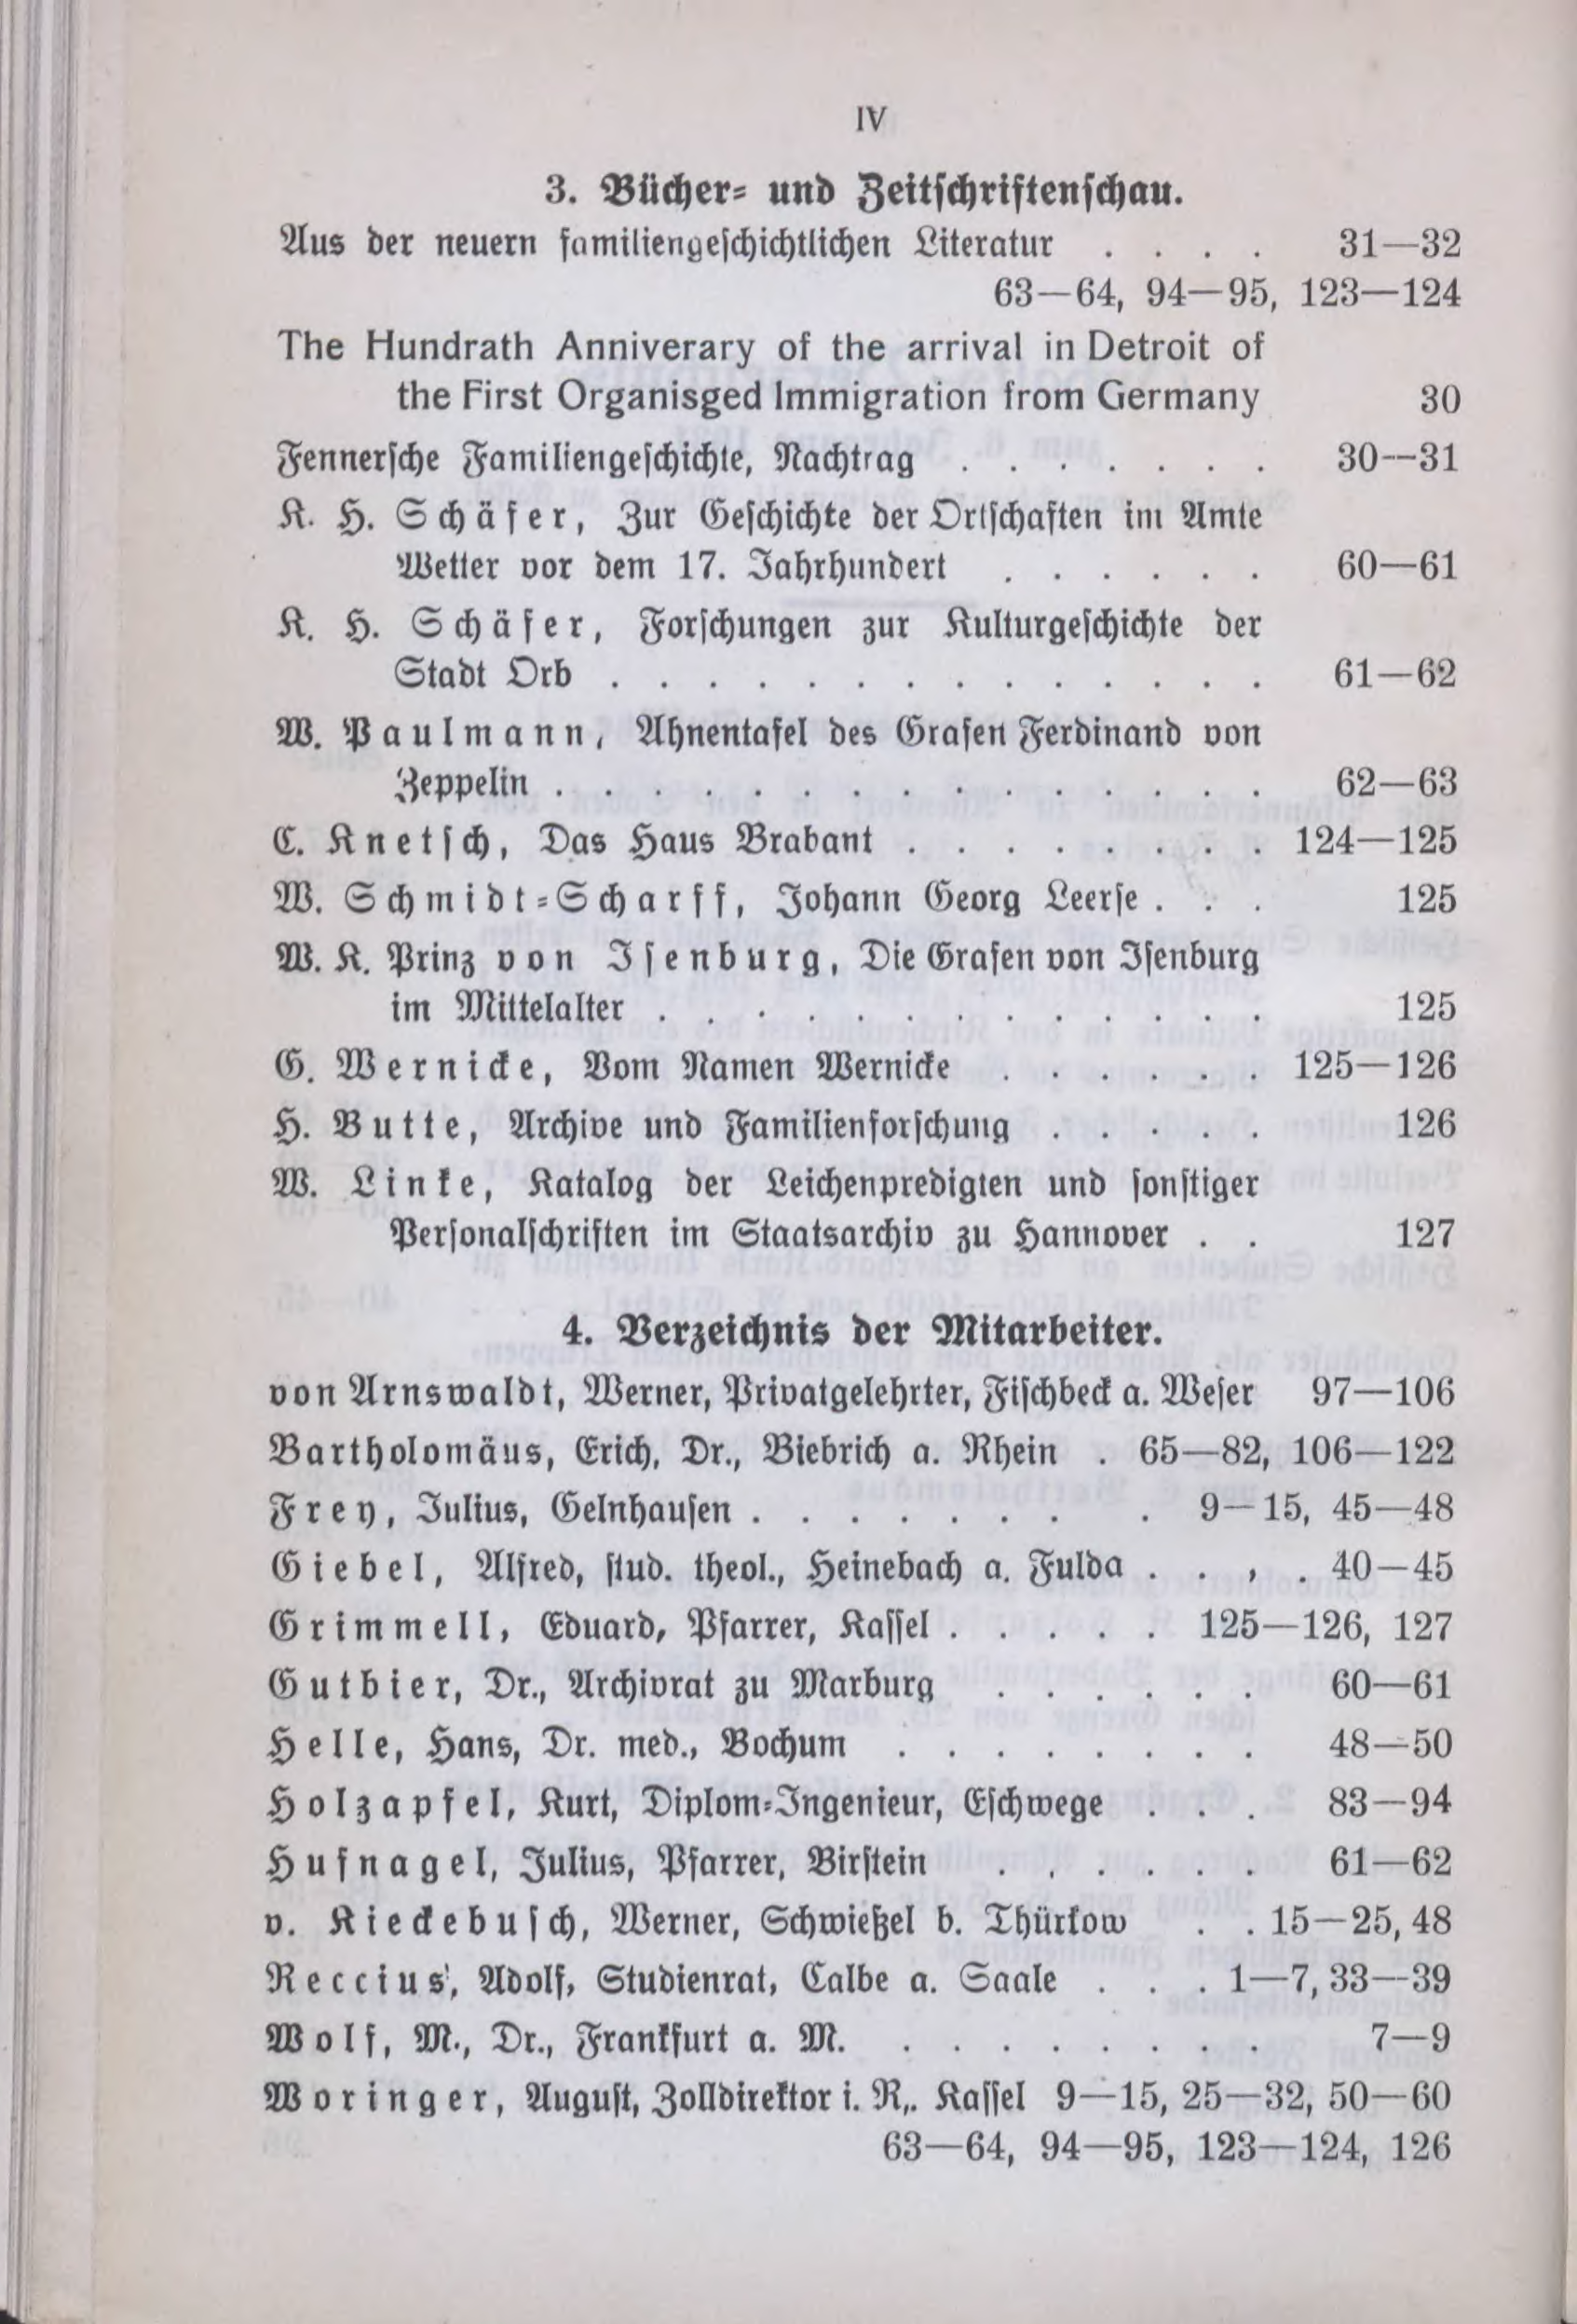 IV
3. Bücher- und Zeitschriftenschau.
Aus der neuern familiengeschichtlichen Literatur . . . . 31—32
63—64, 94—95, 123—124
The Hundrath Anniverary of the arrival in Detroit of
the First Organisged Immigration from Germany 30
Fennersche Familiengeschichte, Nachtrag . . . . . . . 30—31
K. H. Schäfer, Zur Geschichte der Ortschaften im Amte
Wetter vor dem 17. Jahrhundert . . . . . . 60—61
K. H. Schäfer, Forschungen zur Kulturgeschichte der
Stadt Orb . . . . . . . . . . . . . . 61—62
W. Paulmann, Ahnentafel des Grafen Ferdinand von
Zeppelin . . . . . . . . . . . . . . . 62—63
C. Knetsch, Das Haus Brabant . . . . . . . . 124—125
W. Schmidt-Scharff, Johann Georg Leerse . . . 125
W. K. Prinz von Isenburg, Die Grafen von Isenburg
im Mittelalter . . . . . . . . . . . . . 125
G. Wernicke, Vom Namen Wernicke . . . . . . 125—126
H. Butte, Archive und Familienforschung . . . . . 126
W. Linke, Katalog der Leichenpredigten und sonstiger
Personalschriften im Staatsarchiv zu Hannover . . 127
4. Verzeichnis der Mitarbeiter.
von Arnswaldt, Werner, Privatgelehrter, Fischbeck a. Weser 97—106
Bartholomäus, Erich, Dr., Biebrich a. Rhein . 65—82, 106—122
Frey, Julius, Gelnhausen . . . . . . . . 9—15, 45—48
Giebel, Alfred, stud. theol., Heinebach a. Fulda . . , . 40—45
Grimmell, Eduard, Pfarrer, Kassel . . . . . 125—126, 127
Gutbier, Dr., Archivrat zu Marburg . . . . . . 60—61
Helle, Hans, Dr. med., Bochum . . . . . . . . 48—50
Holzapfel, Kurt, Diplom-Ingenieur, Eschwege . . . 83—94
Hufnagel, Julius, Pfarrer, Birstein . . . . . . 61—62
v. Kieckebusch, Werner, Schwießel b. Thürkow . . 15—25, 48
Reccius, Adolf, Studienrat, Calbe a. Saale . . . 1—7, 33—39
Wolf, M., Dr., Frankfurt a. M. . . . . . . . . 7—9
Woringer, August, Zolldirektor i. R,. Kassel 9—15, 25—32, 50—60
63—64, 94—95, 123—124, 126